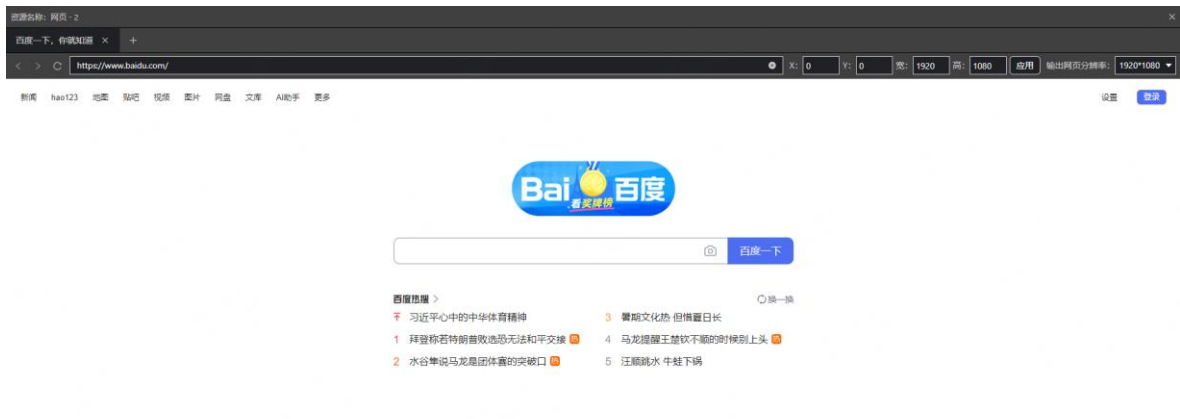 资源名称: 网页 - 2
百度一下，你就知道
https://www.baidu.com/ X: 0 Y: 0 宽: 1920 高: 1080 应用 输出网页分辨率: 1920*1080
新闻 hao123 地图 贴吧 视频 图片 网盘 文库 AI助手 更多 设置 登录
Bai 百度
看奖牌榜
百度一下
百度热搜 换一换
习近平心中的中华体育精神 3 暑期文化热 但惜夏日长
1 拜登称若特朗普败选恐无法和平交接 热 4 马龙提醒王楚钦不顺的时候别上头 热
2 水谷隼说马龙是团体赛的突破口 热 5 汪顺跳水 牛蛙下锅